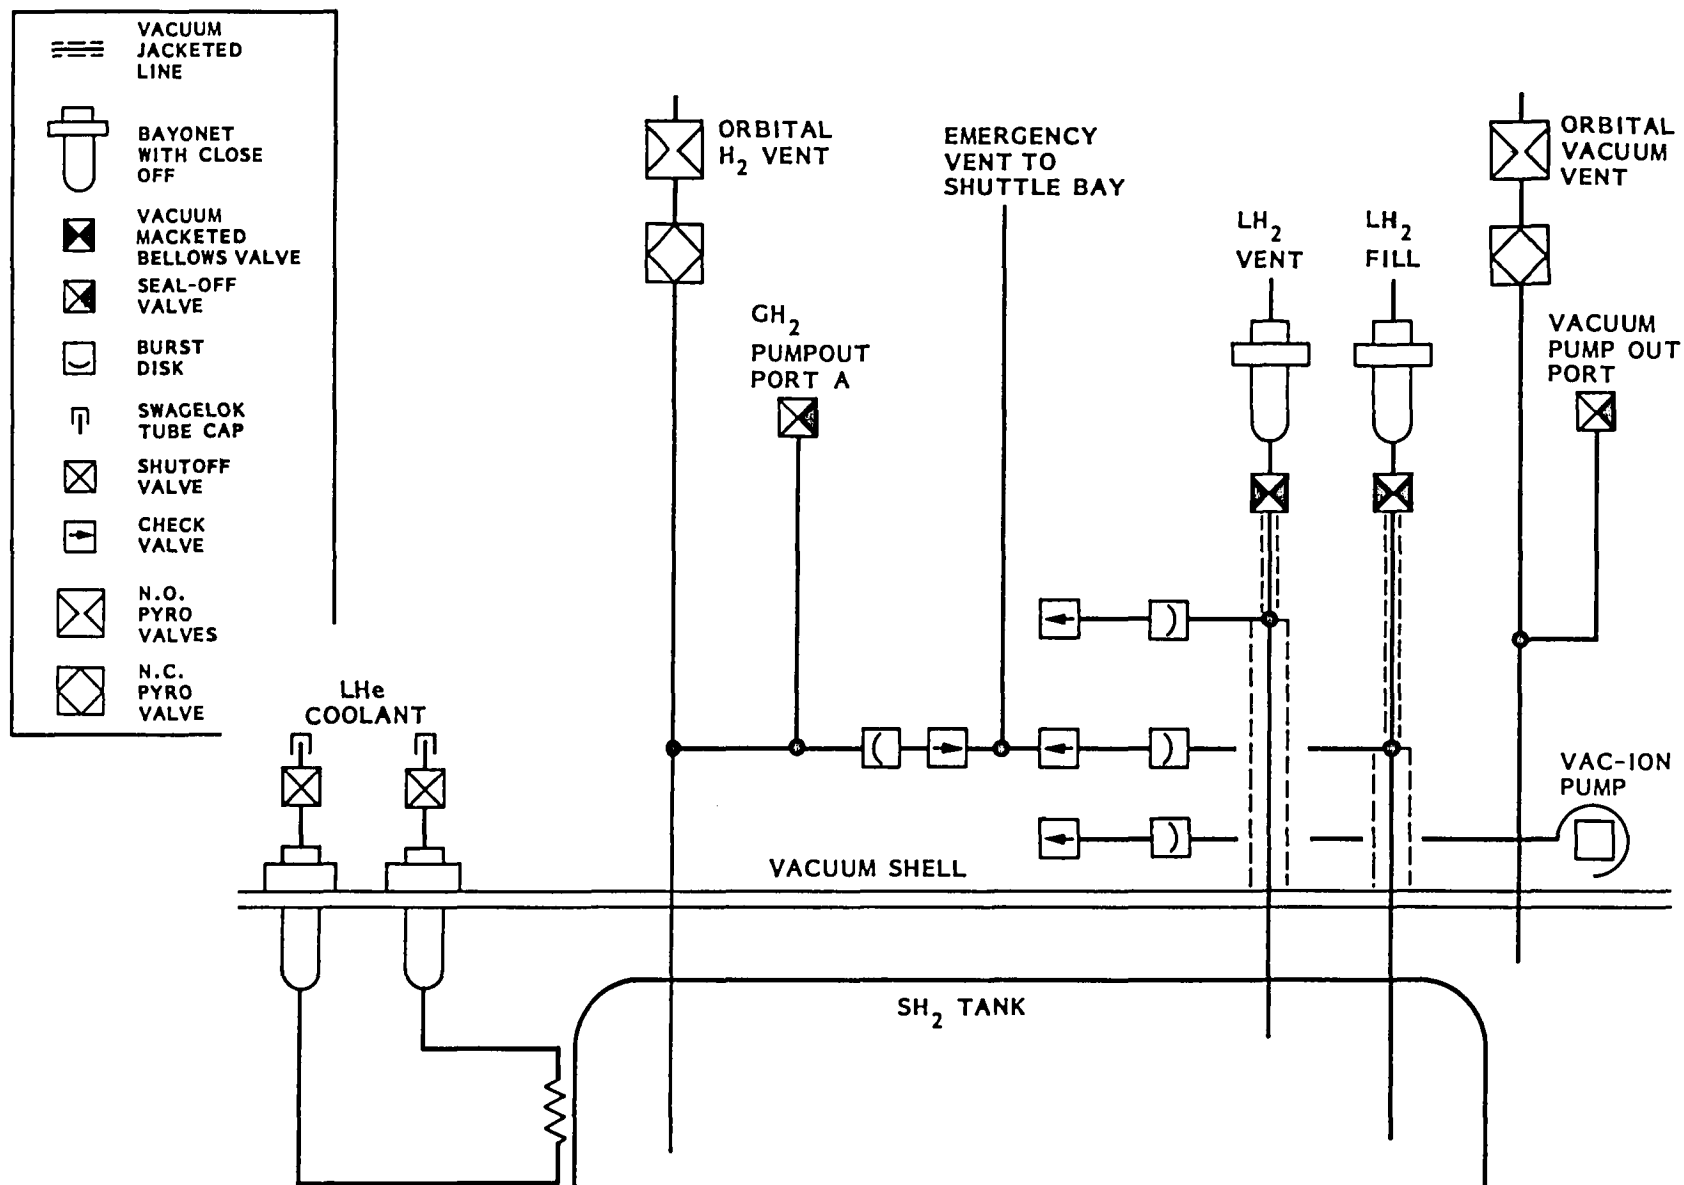 VACUUM
JACKETED
LINE
BAYONET
WITH CLOSE
OFF
VACUUM
MACKETED
BELLOWS VALVE
SEAL-OFF
VALVE
BURST
DISK
SWAGELOK
TUBE CAP
SHUTOFF
VALVE
CHECK
VALVE
N.O.
PYRO
VALVES
N.C.
PYRO
VALVE
LHe
COOLANT
ORBITAL
H2 VENT
GH2
PUMPOUT
PORT A
EMERGENCY
VENT TO
SHUTTLE BAY
LH2
VENT
LH2
FILL
ORBITAL
VACUUM
VENT
VACUUM
PUMP OUT
PORT
VAC-ION
PUMP
VACUUM SHELL
SH2 TANK